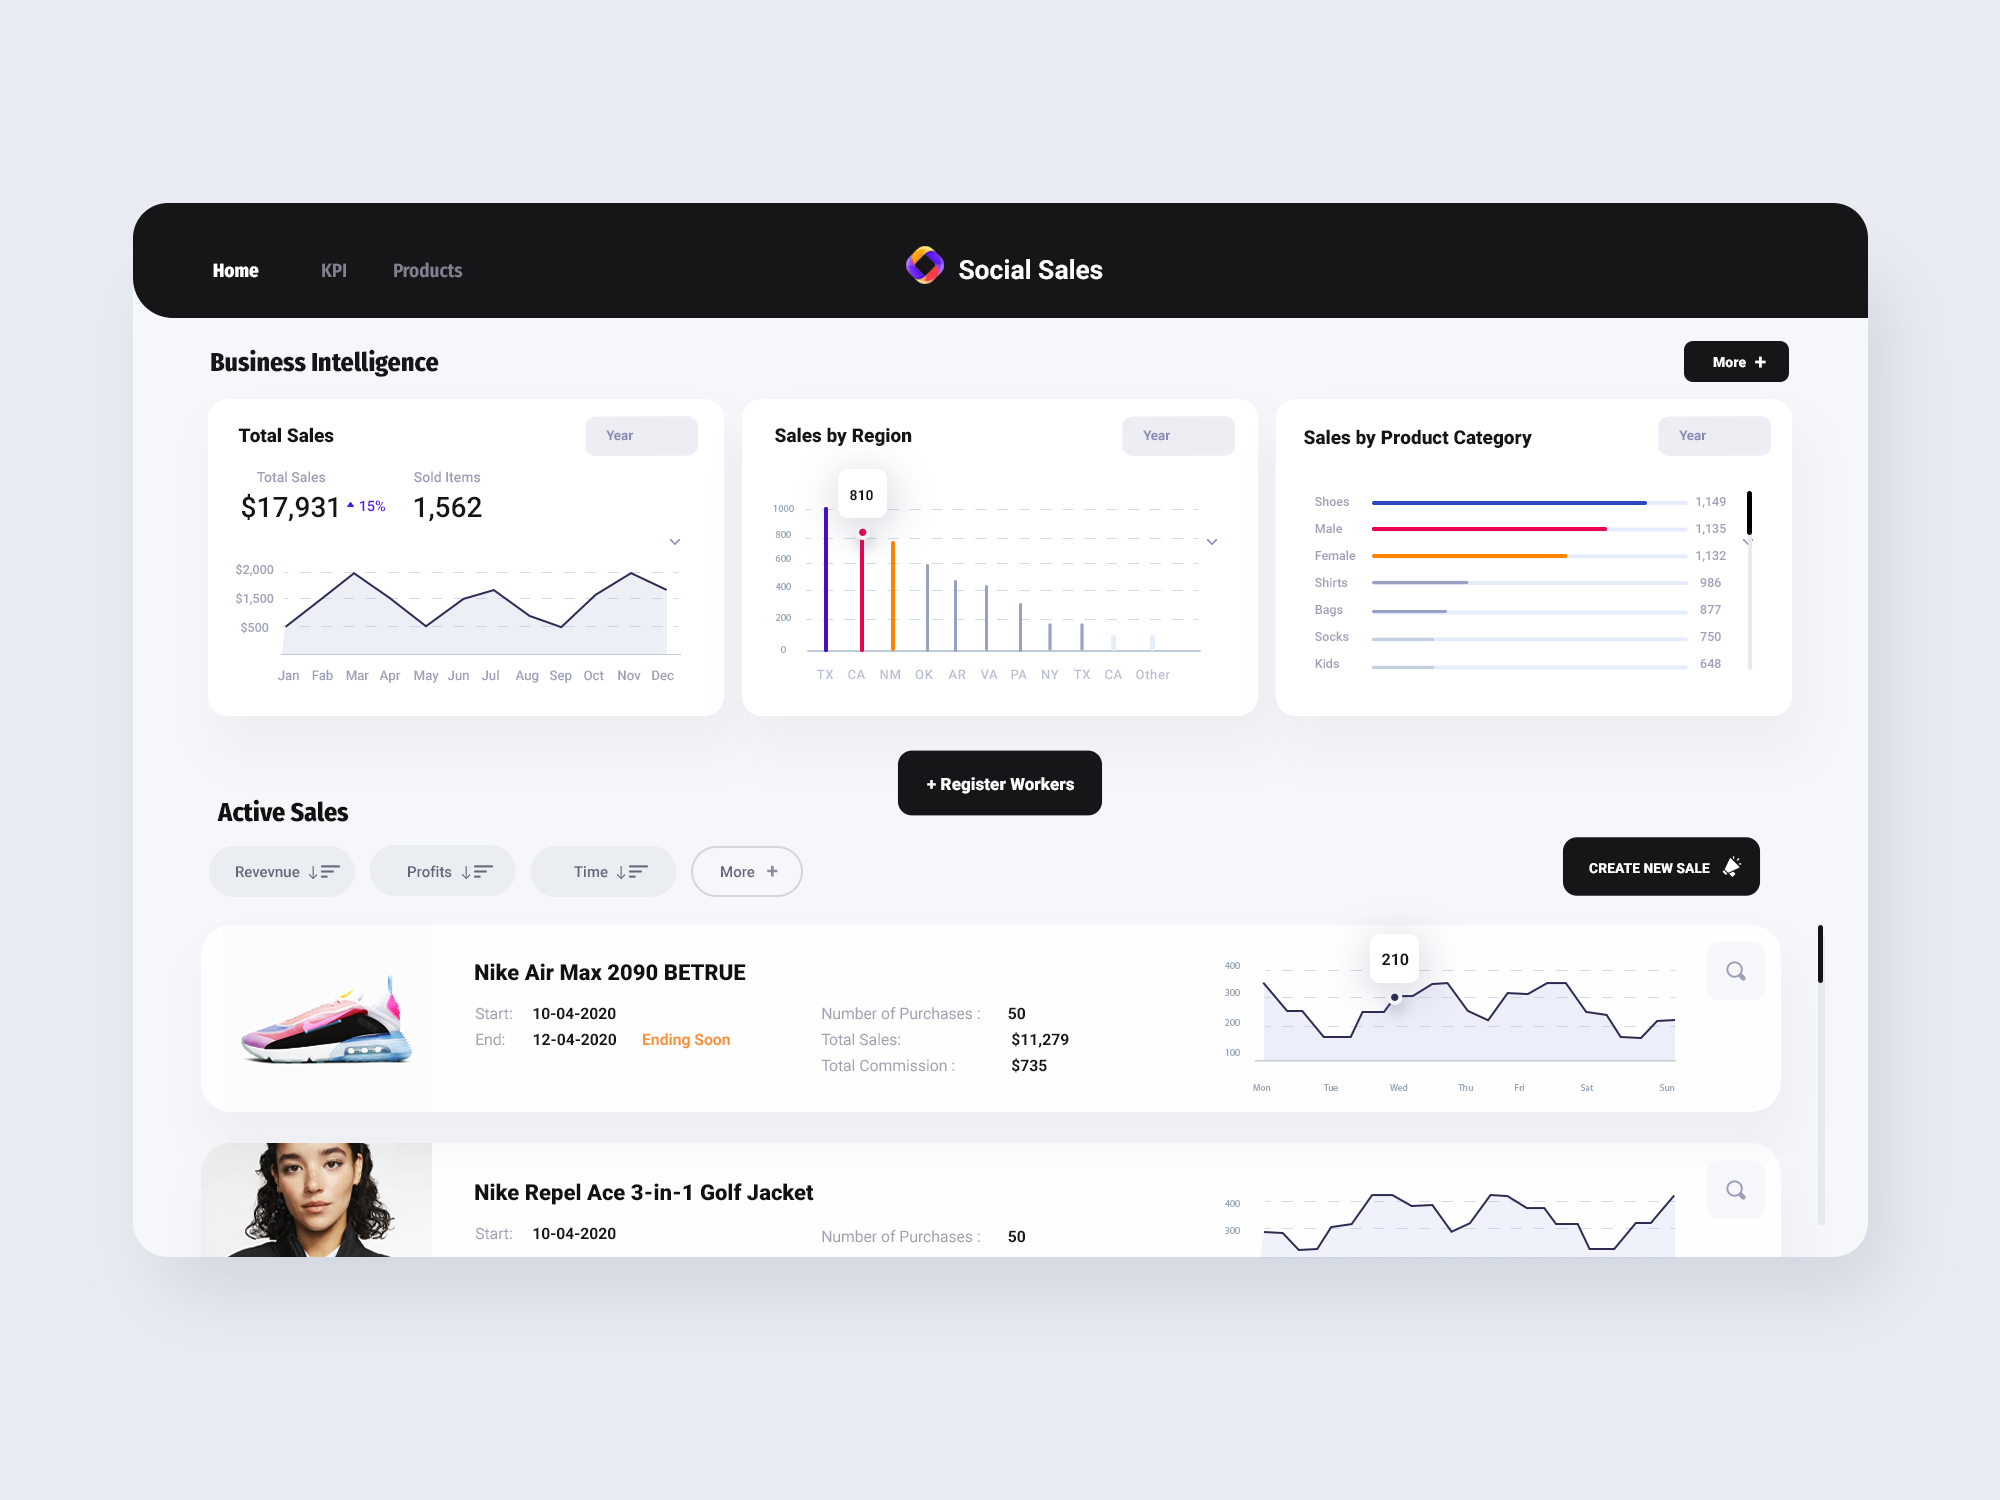 Home
KPI
Products
Social Sales
Business Intelligence
More +
Total Sales
Year
Total Sales
$17,931
15%
Sold Items
1,562
$2,000
$1,500
$500
Jan Fab Mar Apr May Jun Jul Aug Sep Oct Nov Dec
Sales by Region
Year
810
1000
800
600
400
200
0
TX CA NM OK AR VA PA NY TX CA Other
Sales by Product Category
Year
Shoes 1,149
Male 1,135
Female 1,132
Shirts 986
Bags 877
Socks 750
Kids 648
+ Register Workers
Active Sales
Revevnue
Profits
Time
More +
CREATE NEW SALE
Nike Air Max 2090 BETRUE
Start: 10-04-2020
End: 12-04-2020 Ending Soon
Number of Purchases : 50
Total Sales: $11,279
Total Commission : $735
210
400
300
200
100
Mon Tue Wed Thu Fri Sat Sun
Nike Repel Ace 3-in-1 Golf Jacket
Start: 10-04-2020
Number of Purchases : 50
400
300